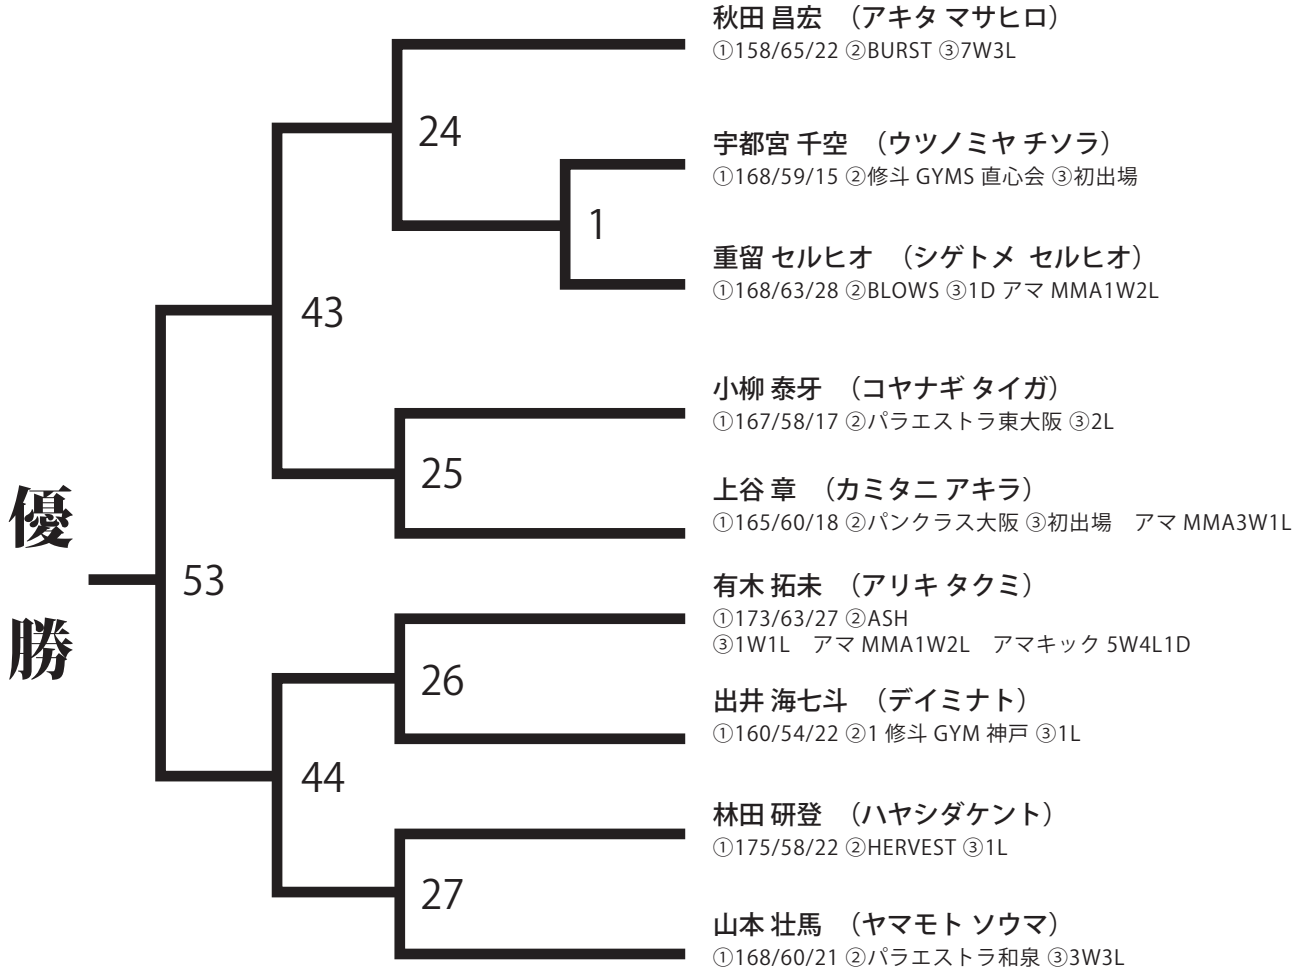 秋田 昌宏　（アキタ マサヒロ）
①158/65/22 ②BURST ③7W3L
24
宇都宮 千空　（ウツノミヤ チソラ）
①168/59/15 ②修斗 GYMS 直心会 ③初出場
1
重留 セルヒオ　（シゲトメ セルヒオ）
①168/63/28 ②BLOWS ③1D アマ MMA1W2L
43
小柳 泰牙　（コヤナギ タイガ）
①167/58/17 ②パラエストラ東大阪 ③2L
25
上谷 章　（カミタニ アキラ）
①165/60/18 ②パンクラス大阪 ③初出場　アマ MMA3W1L
優勝
53
有木 拓未　（アリキ タクミ）
①173/63/27 ②ASH
③1W1L　アマ MMA1W2L　アマキック 5W4L1D
26
出井 海七斗　（デイミナト）
①160/54/22 ②1 修斗 GYM 神戸 ③1L
44
林田 研登　（ハヤシダケント）
①175/58/22 ②HERVEST ③1L
27
山本 壮馬　（ヤマモト ソウマ）
①168/60/21 ②パラエストラ和泉 ③3W3L